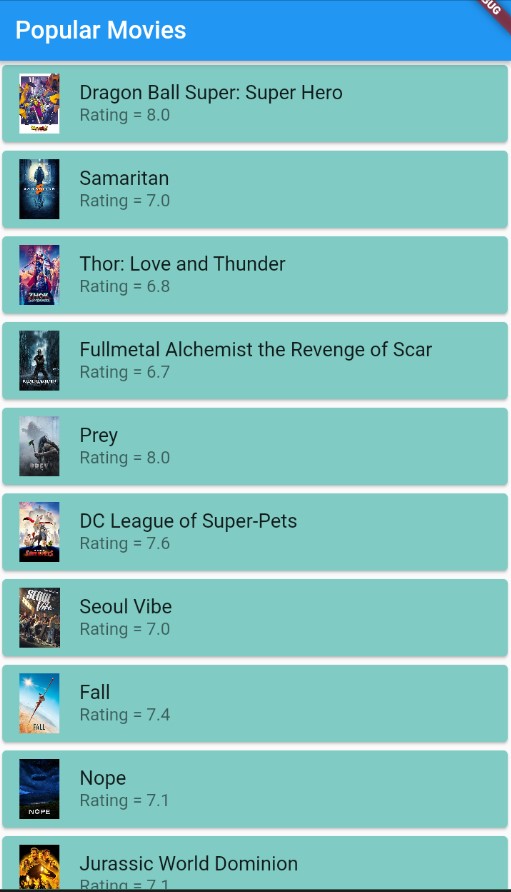 Popular Movies
Dragon Ball Super: Super Hero
Rating = 8.0
Samaritan
Rating = 7.0
Thor: Love and Thunder
Rating = 6.8
Fullmetal Alchemist the Revenge of Scar
Rating = 6.7
PREY
Prey
Rating = 8.0
DC League of Super-Pets
Rating = 7.6
Seoul Vibe
Rating = 7.0
FALL
Fall
Rating = 7.4
NOPE
Nope
Rating = 7.1
Jurassic World Dominion
Rating = 7.1